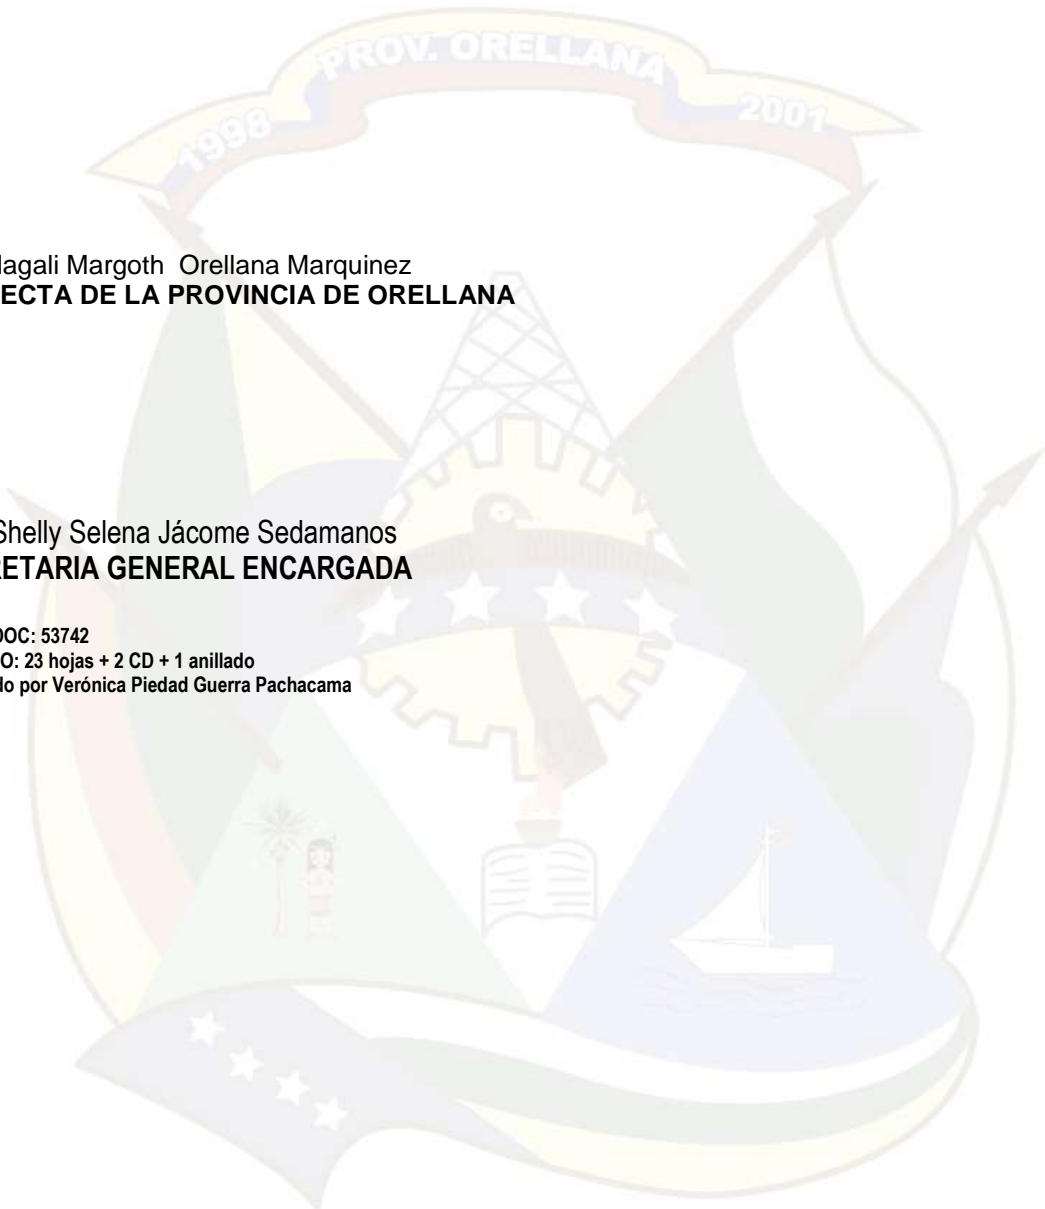 PROV. ORELLANA
1998
2001
agali Margoth Orellana Marquinez
ECTA DE LA PROVINCIA DE ORELLANA
Shelly Selena Jácome Sedamanos
RETARIA GENERAL ENCARGADA
DOC: 53742
O: 23 hojas + 2 CD + 1 anillado
do por Verónica Piedad Guerra Pachacama